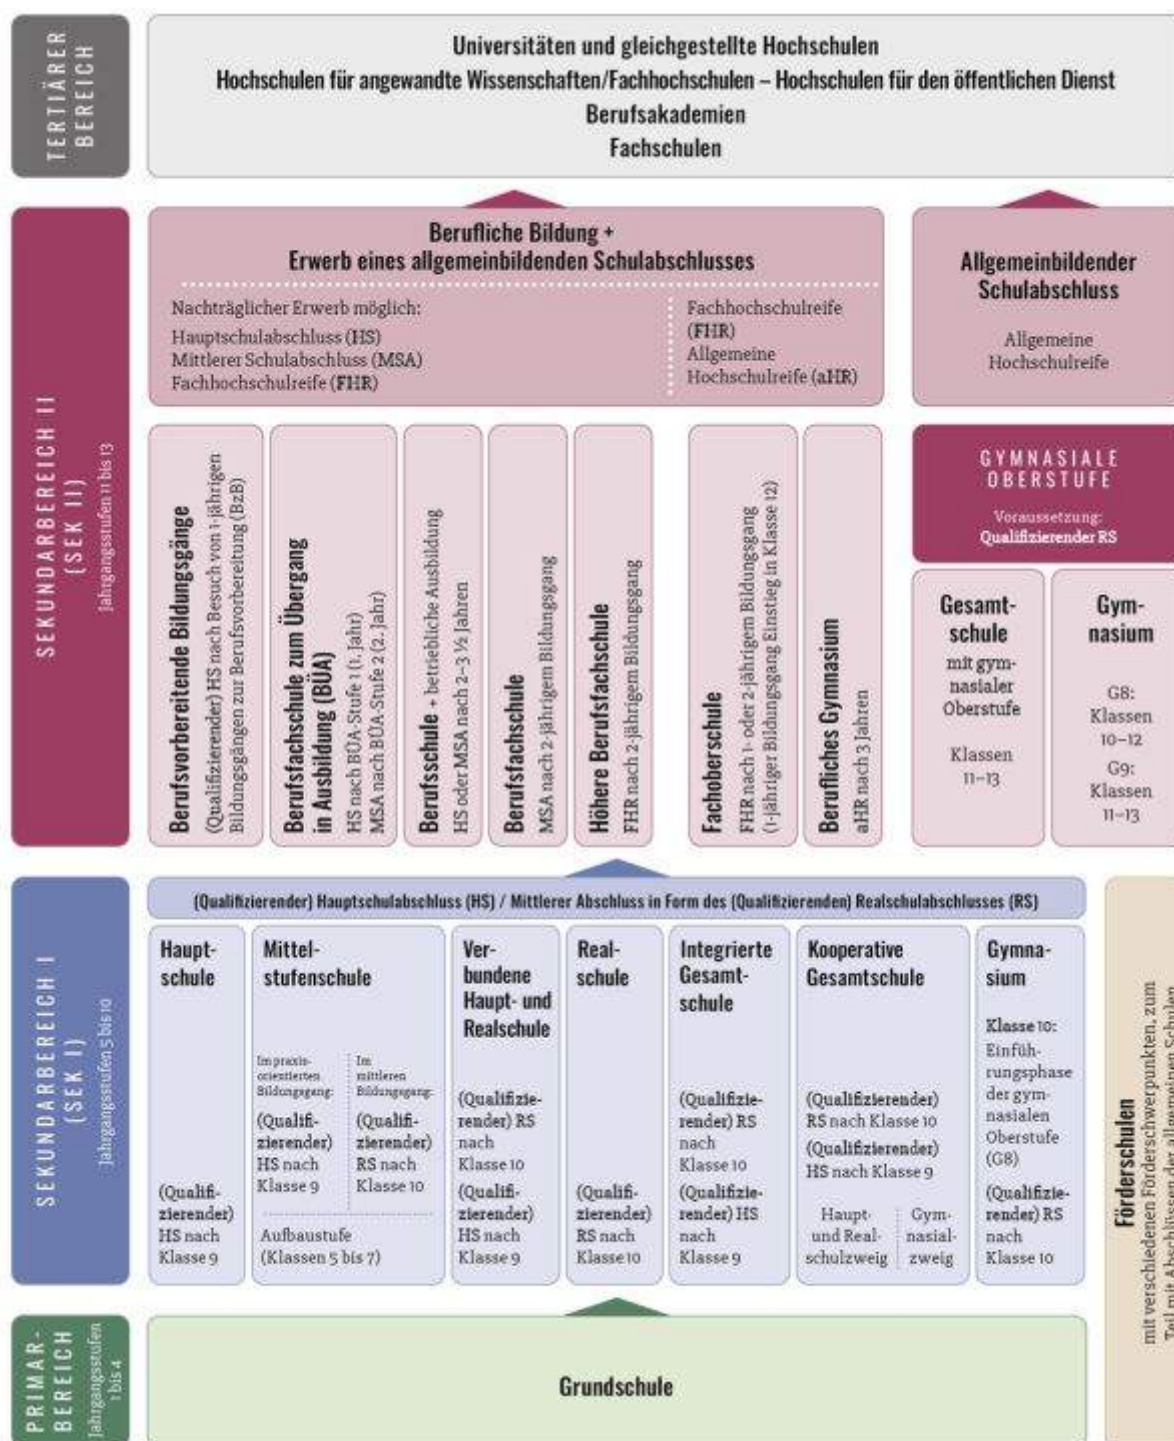 TERTIÄRER
BEREICH
Universitäten und gleichgestellte Hochschulen
Hochschulen für angewandte Wissenschaften/Fachhochschulen – Hochschulen für den öffentlichen Dienst
Berufsakademien
Fachschulen
SEKUNDARBEREICH II
(SEK II)
Jahrgangsstufen 11 bis 13
Berufliche Bildung +
Erwerb eines allgemeinbildenden Schulabschlusses
Nachträglicher Erwerb möglich:
Hauptschulabschluss (HS)
Mittlerer Schulabschluss (MSA)
Fachhochschulreife (FHR)
Fachhochschulreife
(FHR)
Allgemeine
Hochschulreife (aHR)
Allgemeinbildender
Schulabschluss
Allgemeine
Hochschulreife
Berufsvorbereitende Bildungsgänge
(Qualifizierender) HS nach Besuch von 1-jährigen
Bildungsgängen zur Berufsvorbereitung (BzB)
Berufsfachschule zum Übergang
in Ausbildung (BÜA)
HS nach BÜA-Stufe 1 (1. Jahr)
MSA nach BÜA-Stufe 2 (2. Jahr)
Berufsschule + betriebliche Ausbildung
HS oder MSA nach 2–3 ½ Jahren
Berufsfachschule
MSA nach 2-jährigem Bildungsgang
Höhere Berufsfachschule
FHR nach 2-jährigem Bildungsgang
Fachoberschule
FHR nach 1- oder 2-jährigem Bildungsgang
(1-jähriger Bildungsgang Einstieg in Klasse 12)
Berufliches Gymnasium
aHR nach 3 Jahren
GYMNASIALE
OBERSTUFE
Voraussetzung:
Qualifizierender RS
Gesamt-
schule
mit gym-
nasialer
Oberstufe
Klassen
11–13
Gym-
nasium
G8:
Klassen
10–12
G9:
Klassen
11–13
SEKUNDARBEREICH I
(SEK I)
Jahrgangsstufen 5 bis 10
(Qualifizierender) Hauptschulabschluss (HS) / Mittlerer Abschluss in Form des (Qualifizierenden) Realschulabschlusses (RS)
Haupt-
schule
(Qualifi-
zierender)
HS nach
Klasse 9
Mittel-
stufenschule
Im praxis-
orientierten
Bildungsgang:
(Qualifi-
zierender)
HS nach
Klasse 9
Im
mittleren
Bildungsgang:
(Qualifi-
zierender)
RS nach
Klasse 10
Aufbaustufe
(Klassen 5 bis 7)
Ver-
bundene
Haupt- und
Realschule
(Qualifizie-
render) RS
nach
Klasse 10
(Qualifi-
zierender)
HS nach
Klasse 9
Real-
schule
(Qualifi-
zierender)
RS nach
Klasse 10
Integrierte
Gesamt-
schule
(Qualifizie-
render) RS
nach
Klasse 10
(Qualifizie-
render) HS
nach
Klasse 9
Kooperative
Gesamtschule
(Qualifizierender)
RS nach Klasse 10
(Qualifizierender)
HS nach Klasse 9
Haupt-
und Real-
schulzweig
Gym-
nasial-
zweig
Gymna-
sium
Klasse 10:
Einfüh-
rungsphase
der gym-
nasialen
Oberstufe
(G8)
(Qualifizie-
render) RS
nach
Klasse 10
Förderschulen
mit verschiedenen Förderschwerpunkten, zum
Teil mit Abschlüssen der allgemeinen Schulen
PRIMAR-
BEREICH
Jahrgangsstufen
1 bis 4
Grundschule